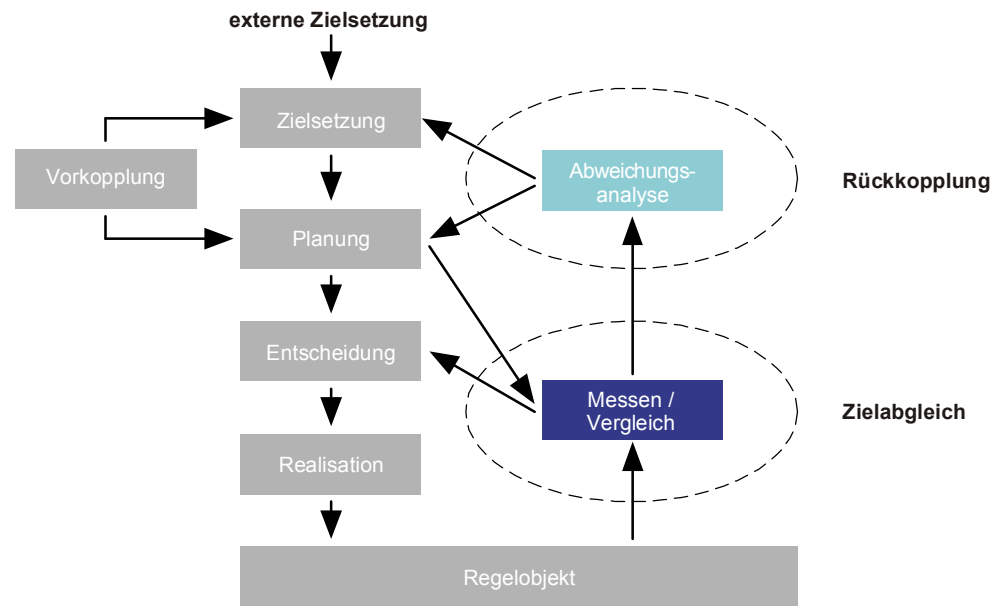 externe Zielsetzung
Zielsetzung
Vorkopplung
Abweichungs-
analyse
Rückkopplung
Planung
Entscheidung
Messen /
Vergleich
Zielabgleich
Realisation
Regelobjekt